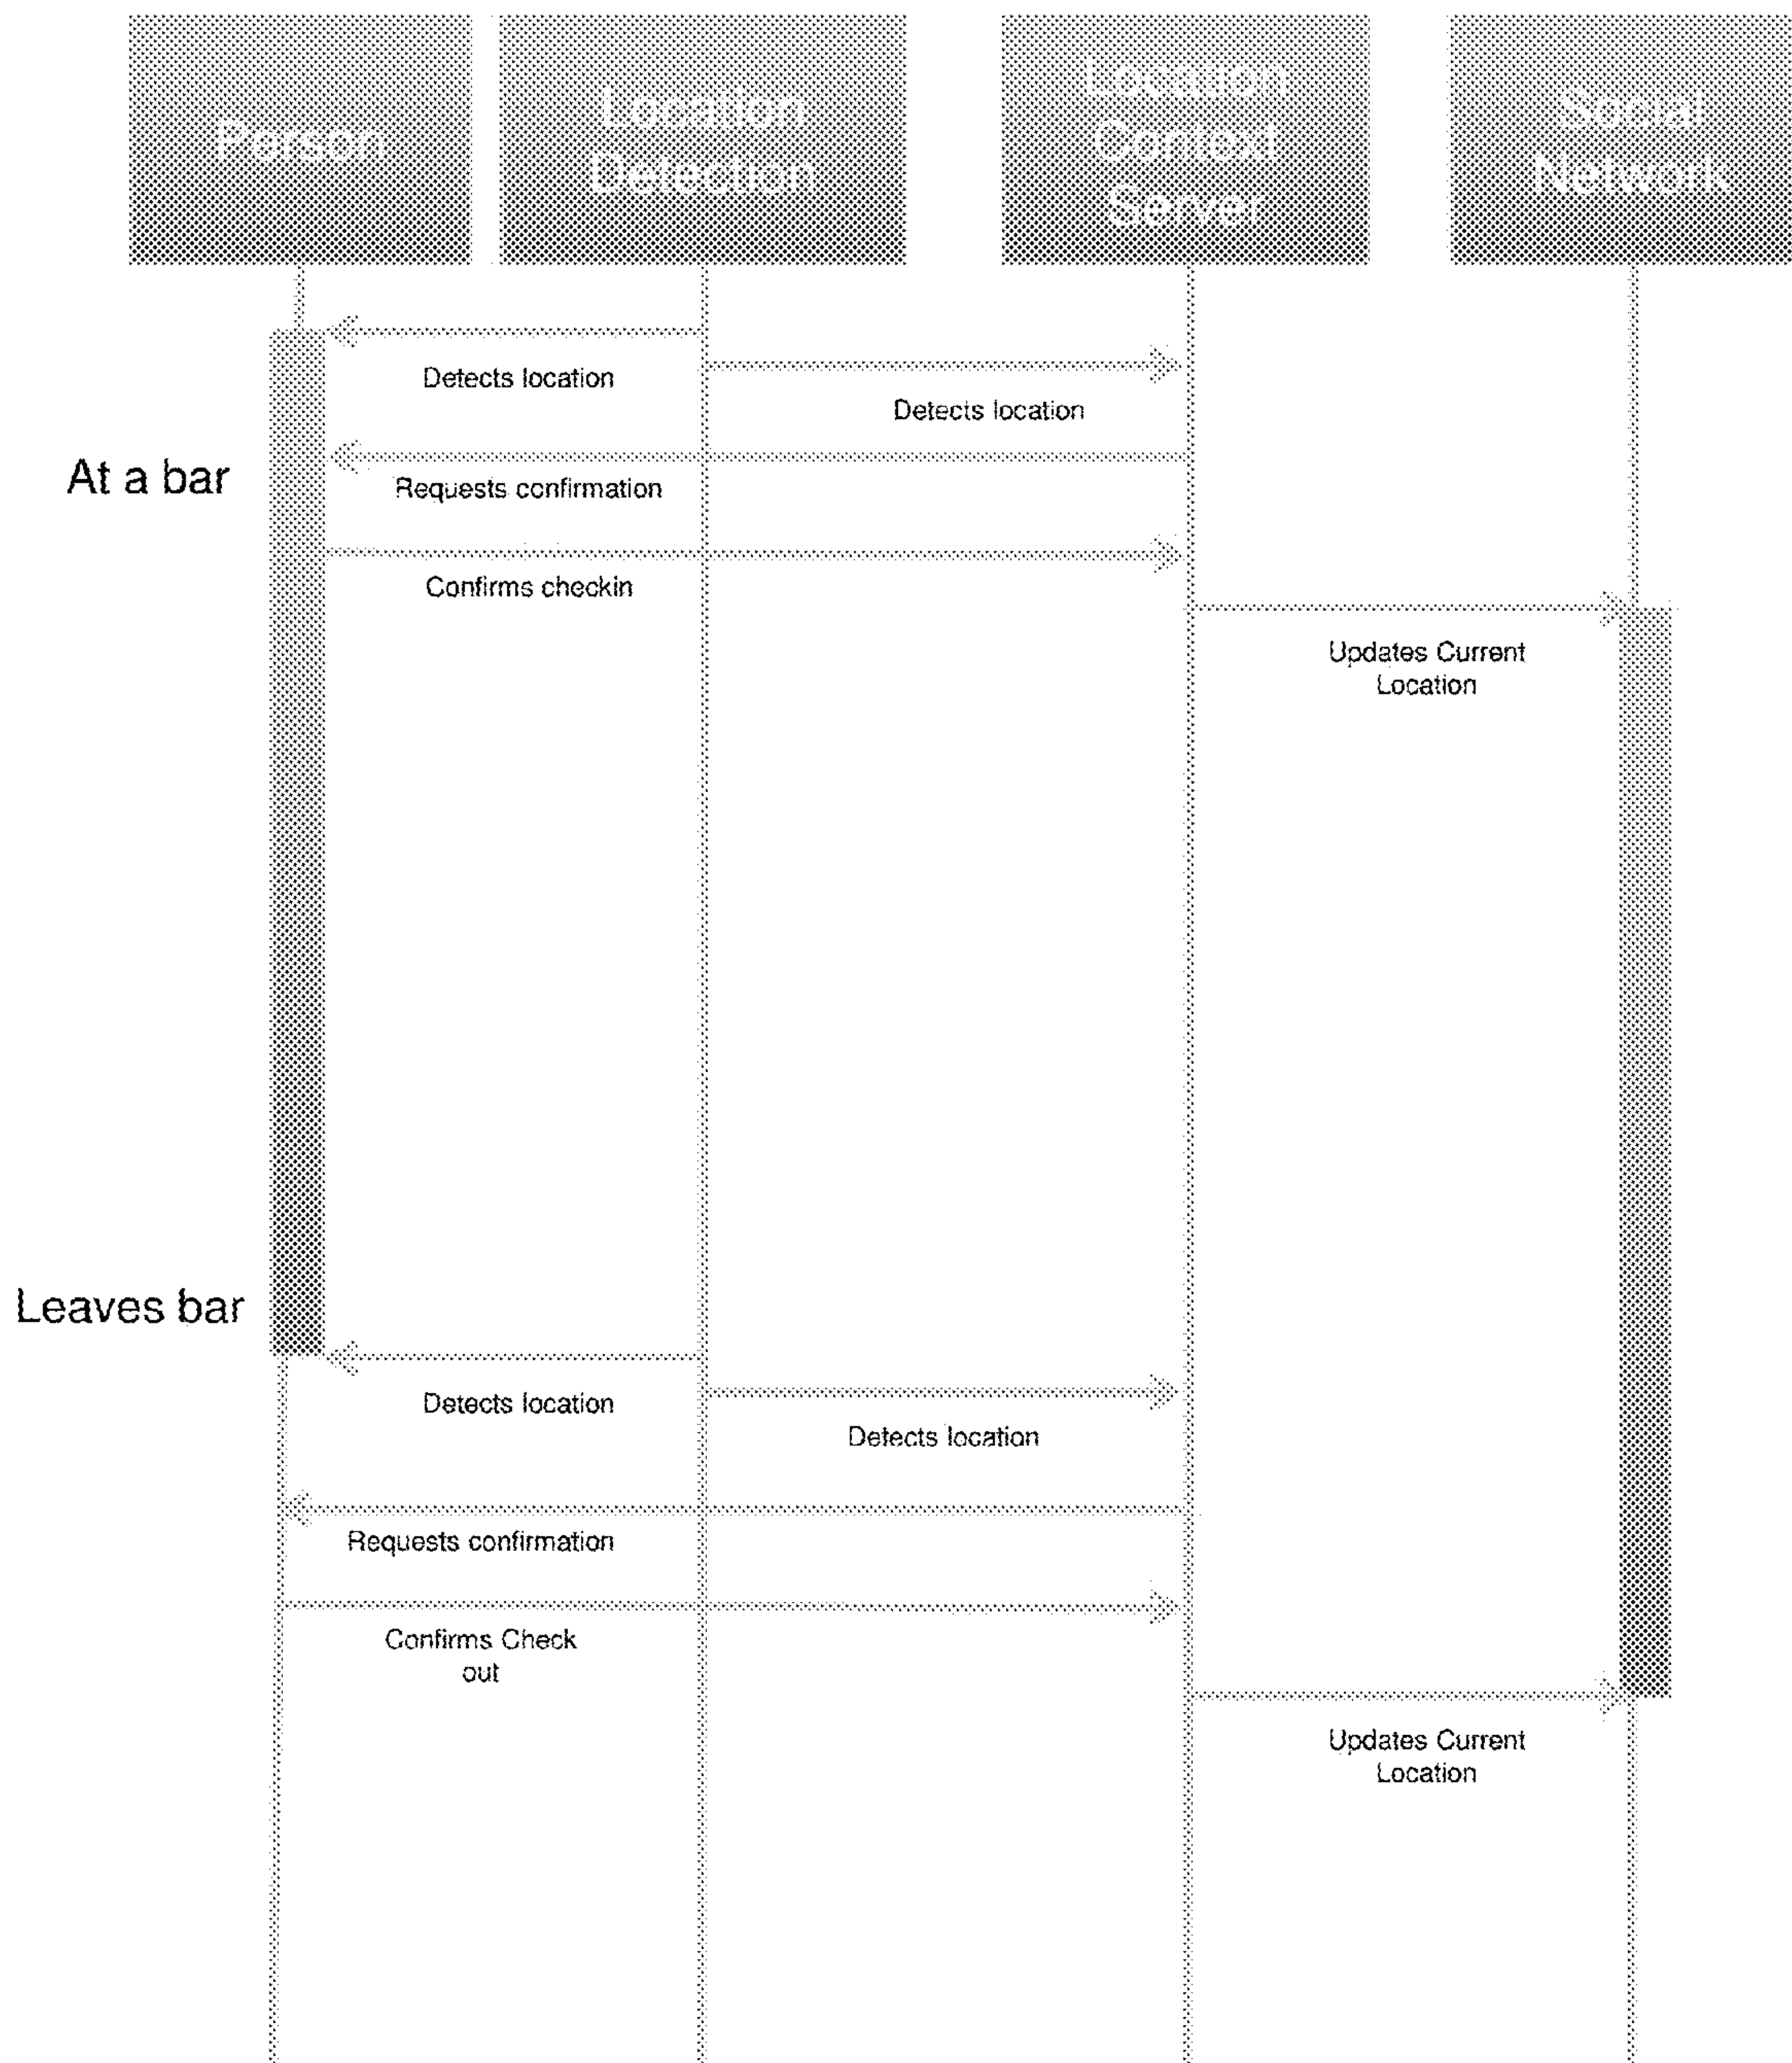 Person
Location
Detection
Location
Context
Server
Social
Network
Detects location
Detects location
At a bar
Requests confirmation
Confirms checkin
Updates Current
Location
Leaves bar
Detects location
Detects location
Requests confirmation
Confirms Check
out
Updates Current
Location